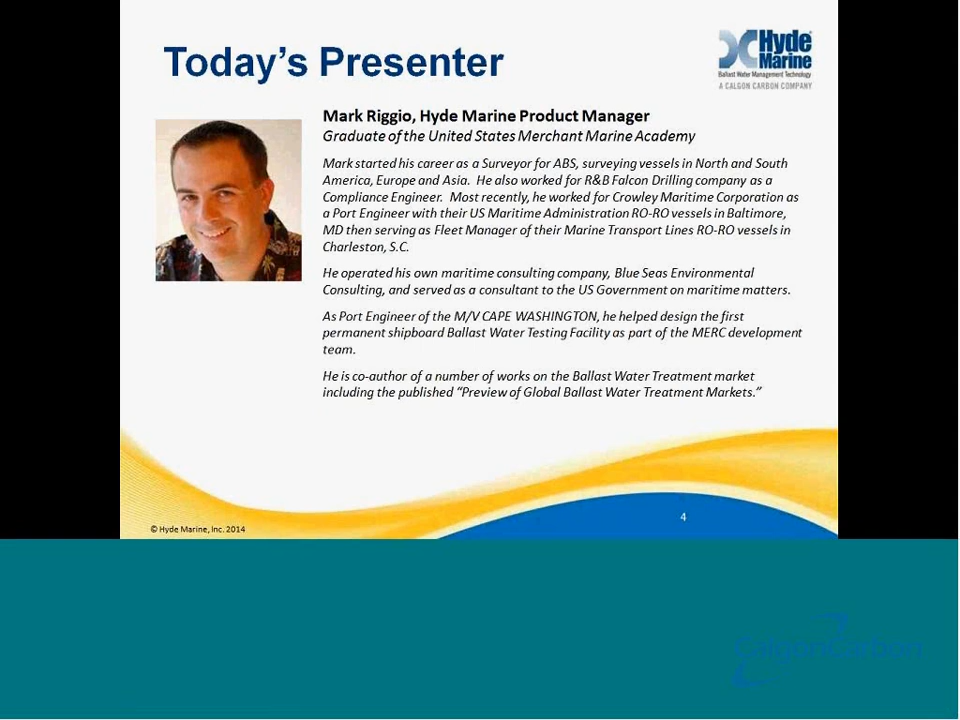 Today's Presenter
Hyde
Marine
Ballast Water Management Technology
A CALGON CARBON COMPANY
Mark Riggio, Hyde Marine Product Manager
Graduate of the United States Merchant Marine Academy
Mark started his career as a Surveyor for ABS, surveying vessels in North and South
America, Europe and Asia. He also worked for R&B Falcon Drilling company as a
Compliance Engineer. Most recently, he worked for Crowley Maritime Corporation as
a Port Engineer with their US Maritime Administration RO-RO vessels in Baltimore,
MD then serving as Fleet Manager of their Marine Transport Lines RO-RO vessels in
Charleston, S.C.
He operated his own maritime consulting company, Blue Seas Environmental
Consulting, and served as a consultant to the US Government on maritime matters.
As Port Engineer of the M/V CAPE WASHINGTON, he helped design the first
permanent shipboard Ballast Water Testing Facility as part of the MERC development
team.
He is co-author of a number of works on the Ballast Water Treatment market
including the published “Preview of Global Ballast Water Treatment Markets.”
4
© Hyde Marine, Inc. 2014
CalgonCarbon